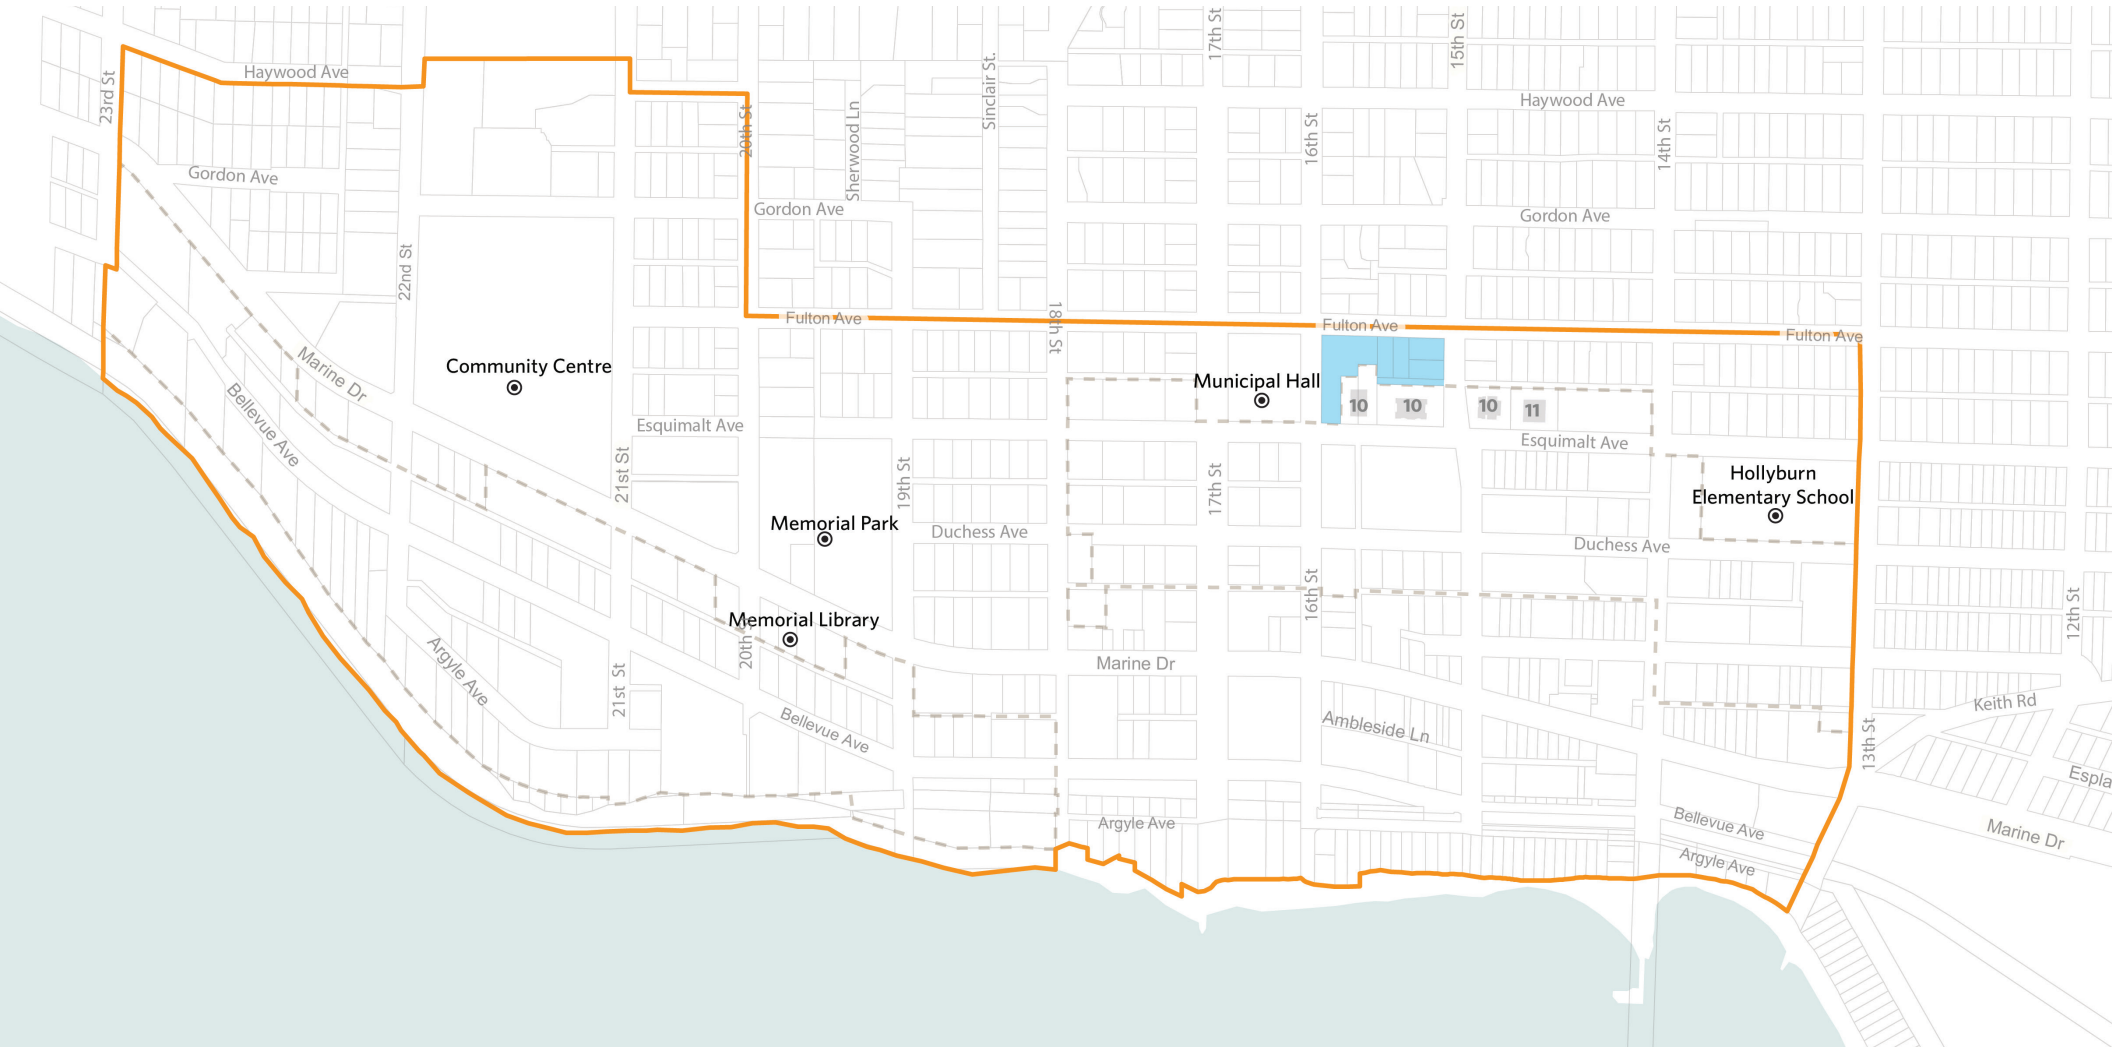 17th St
15th St
Haywood Ave
23rd St
Sinclair St.
Haywood Ave
20th St
Sherwood Ln
16th St
14th St
Gordon Ave
Gordon Ave
Gordon Ave
22nd St
18th St
Fulton Ave
Fulton Ave
Fulton Ave
Marine Dr
Community Centre
Municipal Hall
10
10
10
11
Bellevue Ave
Esquimalt Ave
Esquimalt Ave
21st St
19th St
17th St
Hollyburn
Elementary School
Memorial Park
Duchess Ave
Duchess Ave
16th St
12th St
Memorial Library
20th St
Argyle Ave
21st St
Marine Dr
Bellevue Ave
Ambleside Ln
Keith Rd
13th St
Espla
Argyle Ave
Bellevue Ave
Marine Dr
Argyle Ave